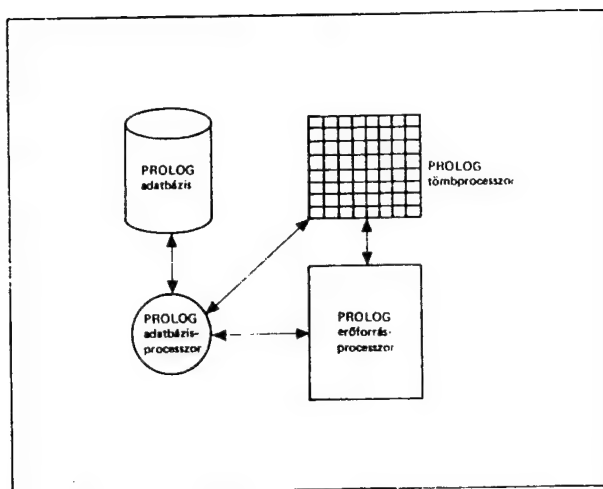 PROLOG
adatbázis
PROLOG
tömbprocesszor
PROLOG
adatbázis-
processzor
PROLOG
erőforrás-
processzor